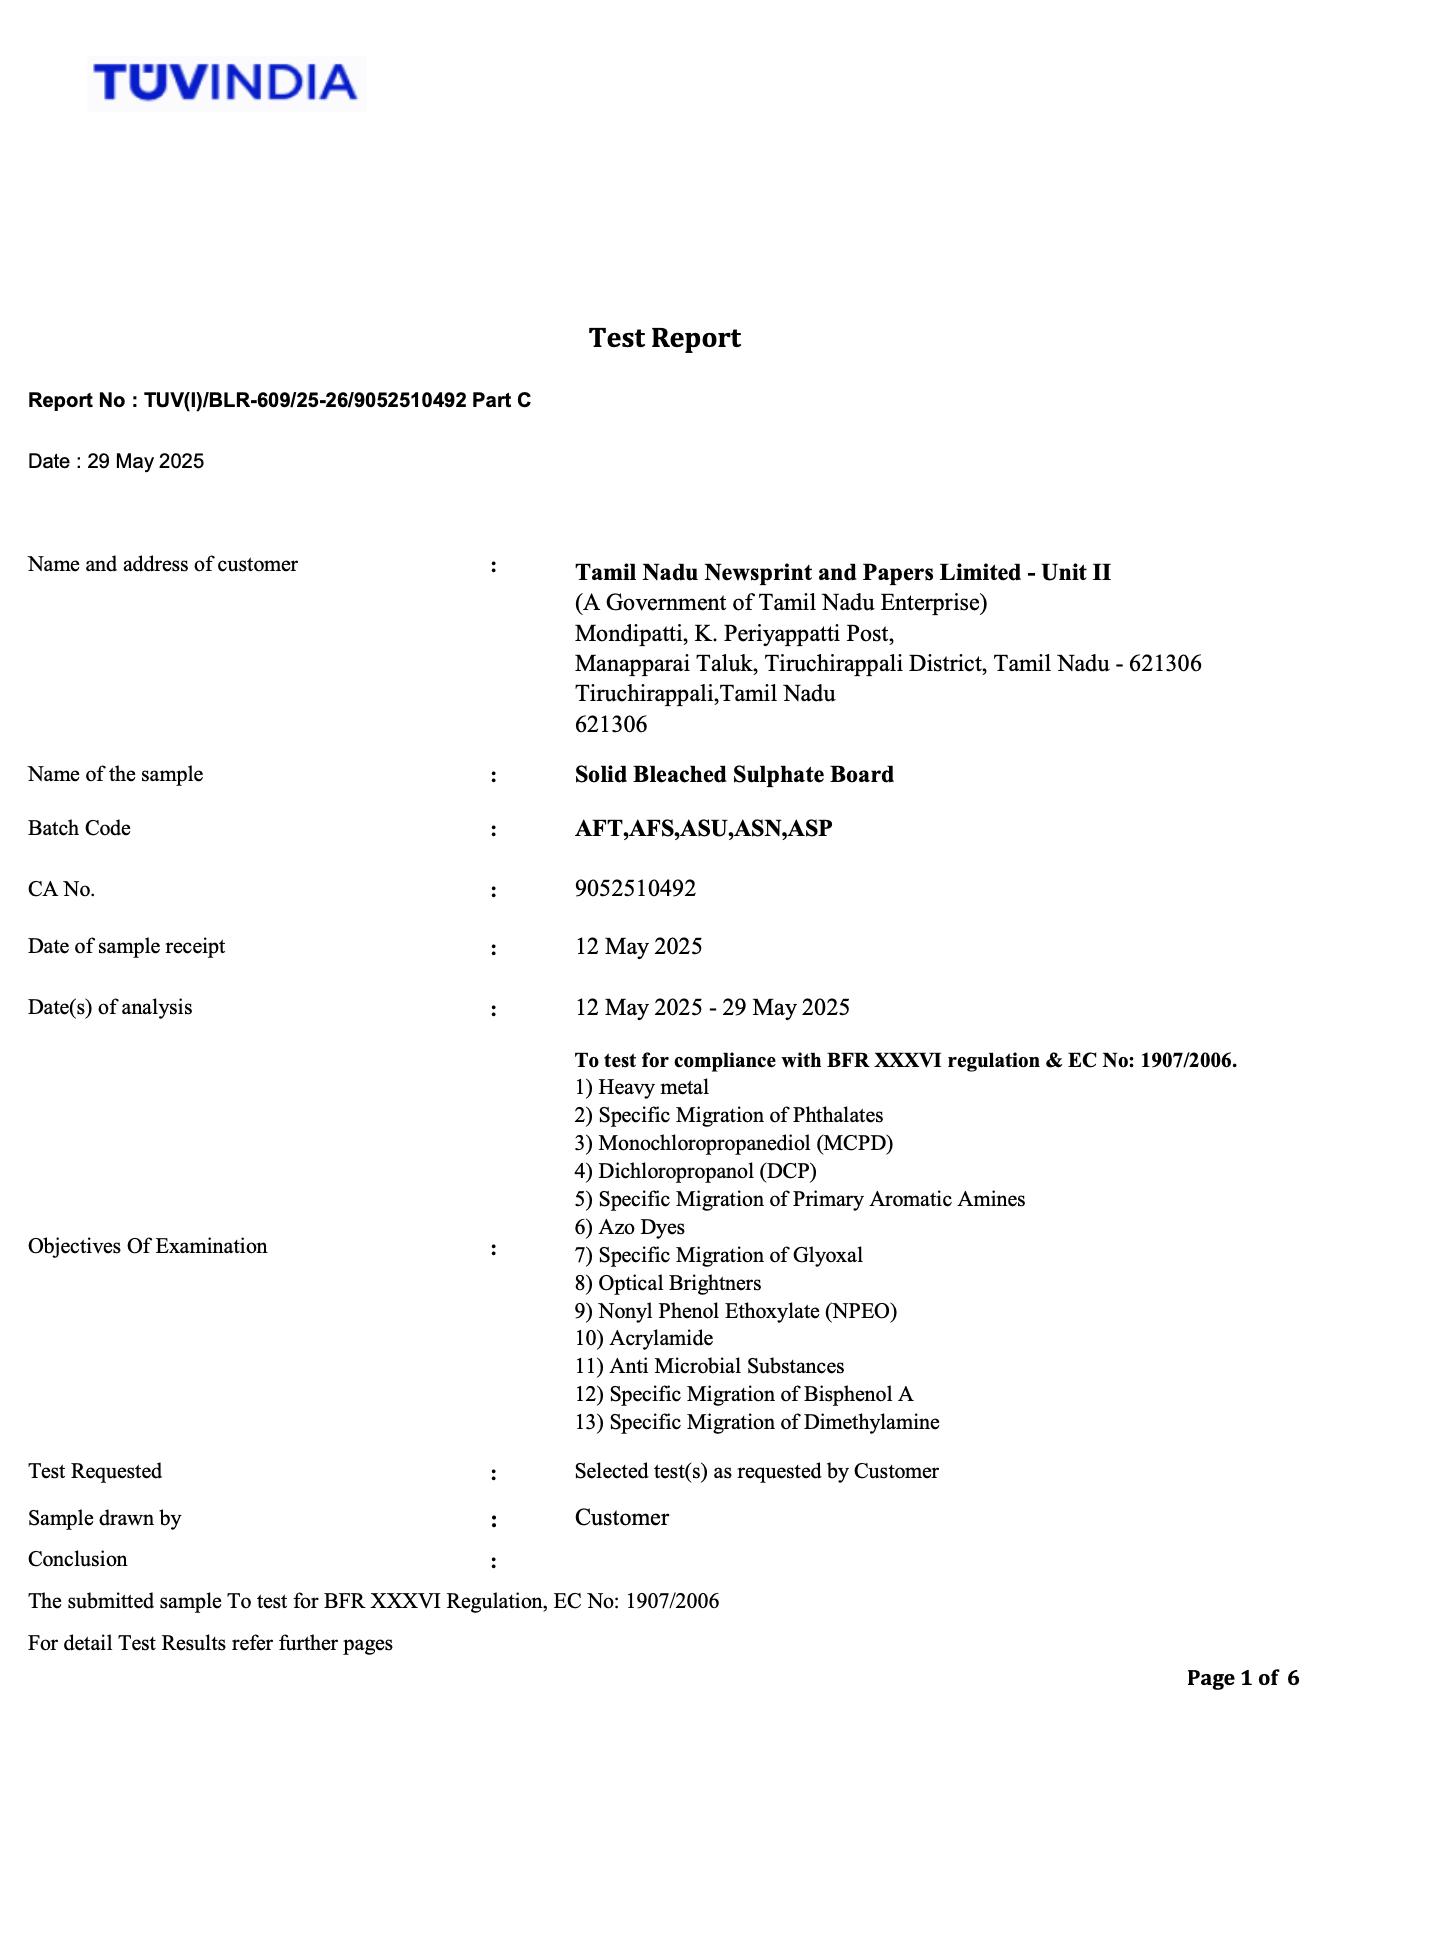 TÜVINDIA
Test Report
Report No : TUV(I)/BLR-609/25-26/9052510492 Part C
Date : 29 May 2025
Name and address of customer : Tamil Nadu Newsprint and Papers Limited - Unit II
(A Government of Tamil Nadu Enterprise)
Mondipatti, K. Periyappatti Post,
Manapparai Taluk, Tiruchirappali District, Tamil Nadu - 621306
Tiruchirappali,Tamil Nadu
621306
Name of the sample : Solid Bleached Sulphate Board
Batch Code : AFT,AFS,ASU,ASN,ASP
CA No. : 9052510492
Date of sample receipt : 12 May 2025
Date(s) of analysis : 12 May 2025 - 29 May 2025
To test for compliance with BFR XXXVI regulation & EC No: 1907/2006.
1) Heavy metal
2) Specific Migration of Phthalates
3) Monochloropropanediol (MCPD)
4) Dichloropropanol (DCP)
5) Specific Migration of Primary Aromatic Amines
6) Azo Dyes
Objectives Of Examination : 7) Specific Migration of Glyoxal
8) Optical Brightners
9) Nonyl Phenol Ethoxylate (NPEO)
10) Acrylamide
11) Anti Microbial Substances
12) Specific Migration of Bisphenol A
13) Specific Migration of Dimethylamine
Test Requested : Selected test(s) as requested by Customer
Sample drawn by : Customer
Conclusion :
The submitted sample To test for BFR XXXVI Regulation, EC No: 1907/2006
For detail Test Results refer further pages
Page 1 of 6